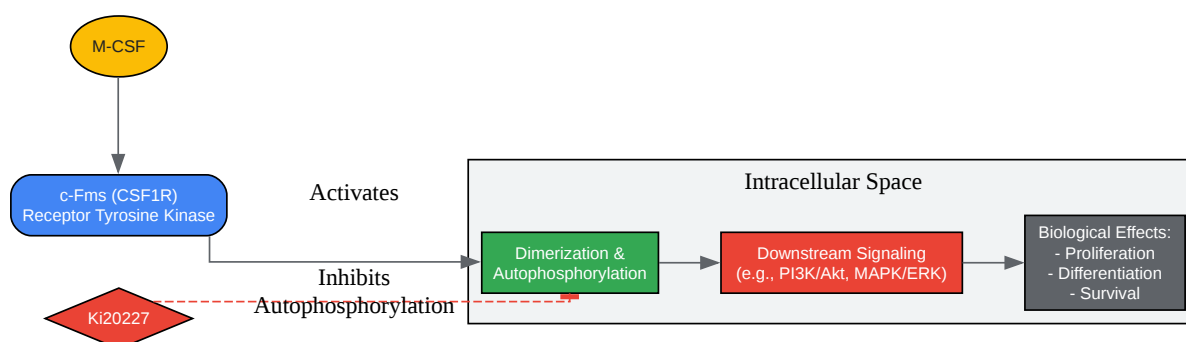 M-CSF
c-Fms (CSF1R)
Receptor Tyrosine Kinase
Activates
Intracellular Space
Dimerization &
Autophosphorylation
Downstream Signaling
(e.g., PI3K/Akt, MAPK/ERK)
Biological Effects:
- Proliferation
- Differentiation
- Survival
Inhibits
Autophosphorylation
Ki20227